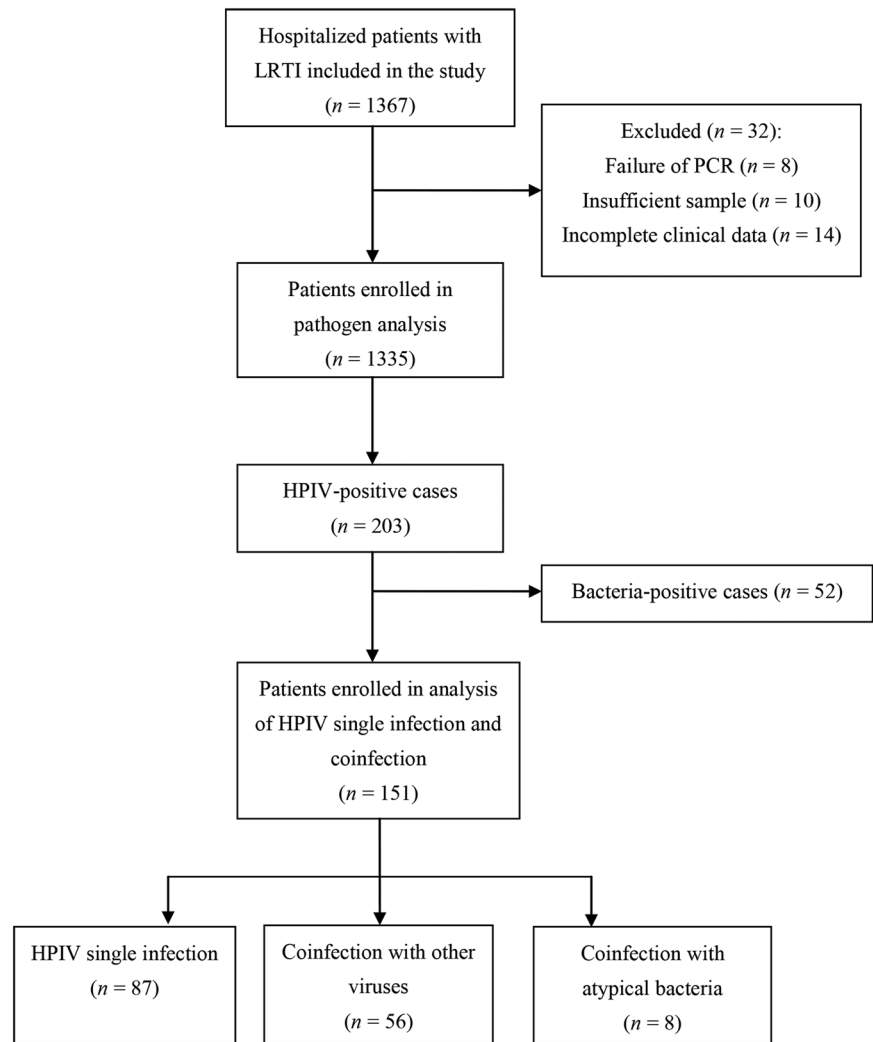 Hospitalized patients with
LRTI included in the study
(n = 1367)
Excluded (n = 32):
Failure of PCR (n = 8)
Insufficient sample (n = 10)
Incomplete clinical data (n = 14)
Patients enrolled in
pathogen analysis
(n = 1335)
HPIV-positive cases
(n = 203)
Bacteria-positive cases (n = 52)
Patients enrolled in analysis
of HPIV single infection and
coinfection
(n = 151)
HPIV single infection
(n = 87)
Coinfection with other
viruses
(n = 56)
Coinfection with
atypical bacteria
(n = 8)